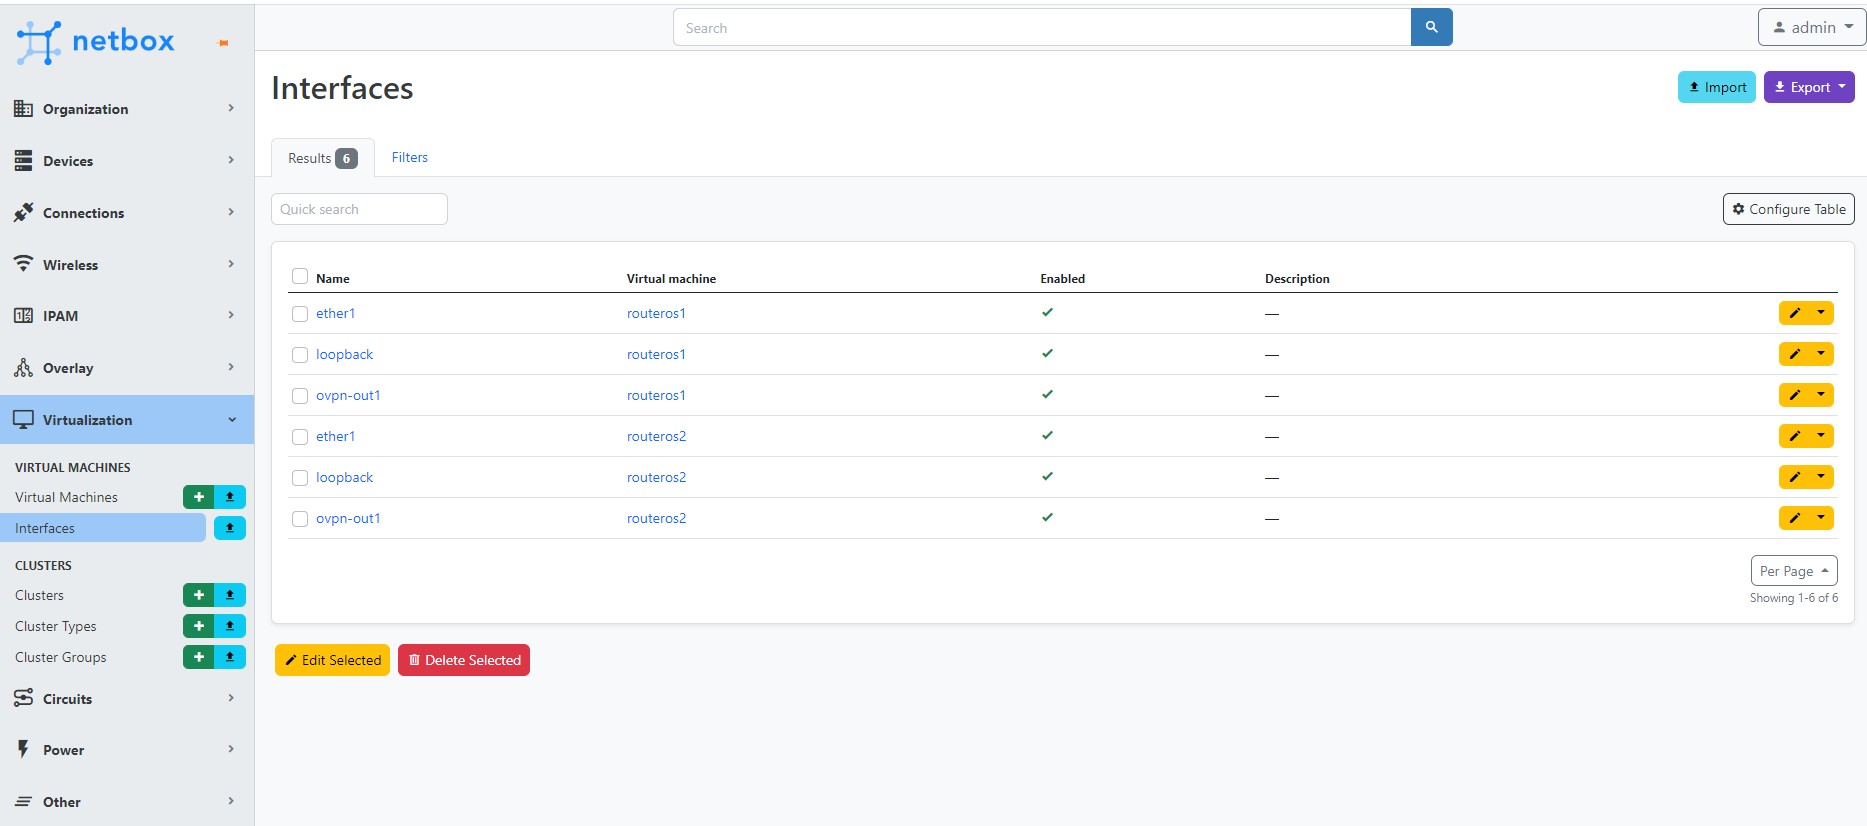 netbox
Search
admin
Organization
Devices
Connections
Wireless
IPAM
Overlay
Virtualization
VIRTUAL MACHINES
Virtual Machines
Interfaces
CLUSTERS
Clusters
Cluster Types
Cluster Groups
Circuits
Power
Other
Interfaces
Import
Export
Results 6
Filters
Quick search
Configure Table
Name Virtual machine Enabled Description
ether1 routeros1 —
loopback routeros1 —
ovpn-out1 routeros1 —
ether1 routeros2 —
loopback routeros2 —
ovpn-out1 routeros2 —
Per Page
Showing 1-6 of 6
Edit Selected
Delete Selected